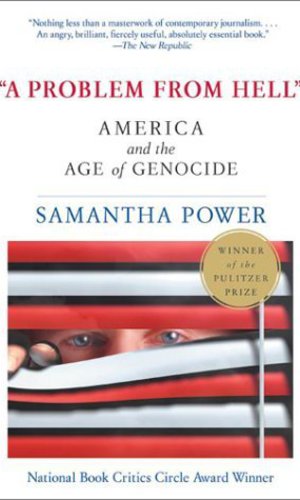 "Nothing less than a masterwork of contemporary journalism. . . .
An angry, brilliant, fiercely useful, absolutely essential book."
—The New Republic
"A PROBLEM FROM HELL"
AMERICA
and the
AGE of GENOCIDE
SAMANTHA POWER
WINNER
of the
PULITZER
PRIZE
National Book Critics Circle Award Winner